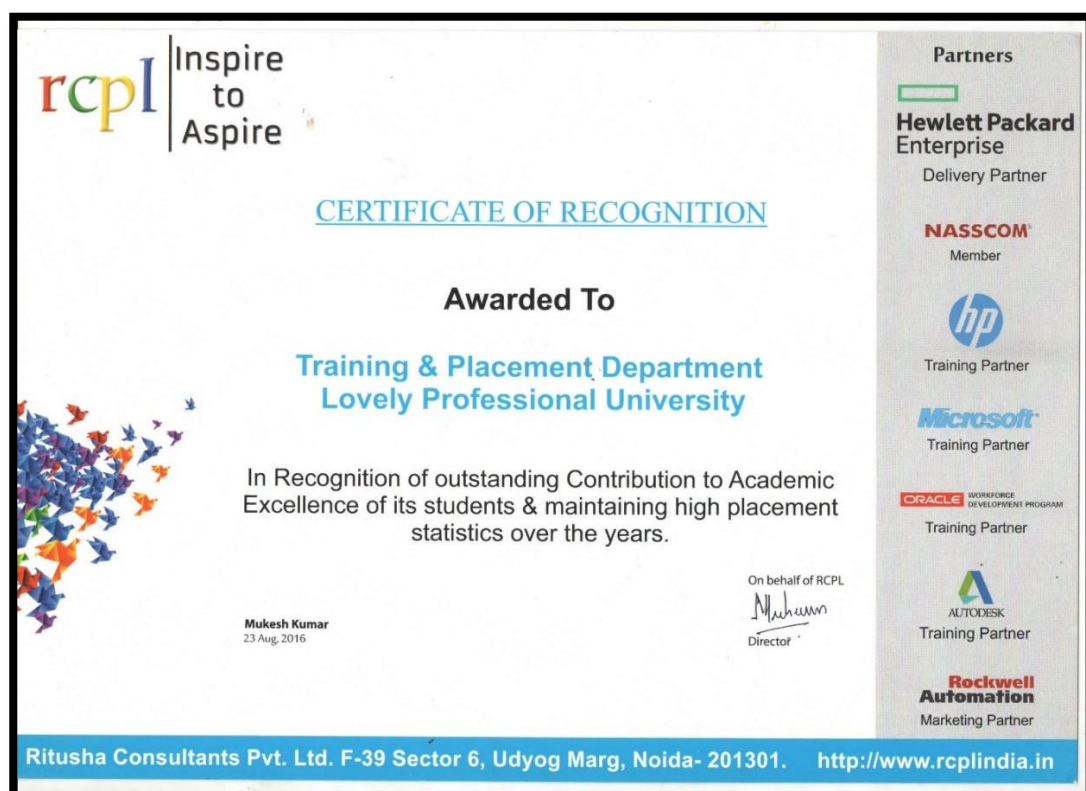 rcpl
Inspire
to
Aspire
CERTIFICATE OF RECOGNITION
Awarded To
Training & Placement Department
Lovely Professional University
In Recognition of outstanding Contribution to Academic
Excellence of its students & maintaining high placement
statistics over the years.
Mukesh Kumar
23 Aug, 2016
On behalf of RCPL
Director
Partners
Hewlett Packard
Enterprise
Delivery Partner
NASSCOM®
Member
hp
Training Partner
Microsoft
Training Partner
ORACLE WORKFORCE
DEVELOPMENT PROGRAM
Training Partner
AUTODESK
Training Partner
Rockwell
Automation
Marketing Partner
Ritusha Consultants Pvt. Ltd. F-39 Sector 6, Udyog Marg, Noida- 201301. http://www.rcplindia.in